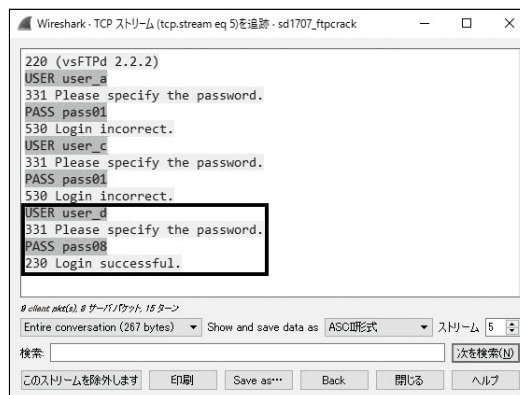 Wireshark · TCP ストリーム (tcp.stream eq 5)を追跡 · sd1707_ftpcrack
220 (vsFTPd 2.2.2)
USER user_a
331 Please specify the password.
PASS pass01
530 Login incorrect.
USER user_c
331 Please specify the password.
PASS pass01
530 Login incorrect.
USER user_d
331 Please specify the password.
PASS pass08
230 Login successful.
8 client pkt(s), 8 サーバ パケット, 15 ターン
Entire conversation (267 bytes) Show and save data as ASCII形式 ストリーム 5
検索: 次を検索(N)
このストリームを除外します 印刷 Save as… Back 閉じる ヘルプ